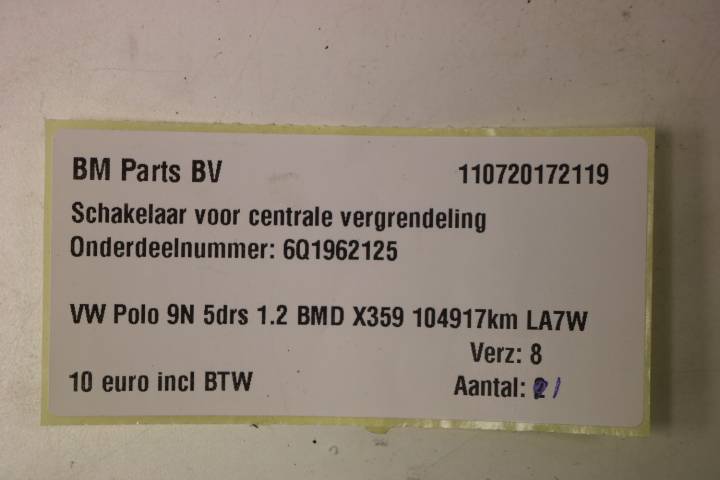 BM Parts BV 110720172119
Schakelaar voor centrale vergrendeling
Onderdeelnummer: 6Q1962125
VW Polo 9N 5drs 1.2 BMD X359 104917km LA7W
Verz: 8
10 euro incl BTW Aantal: 1